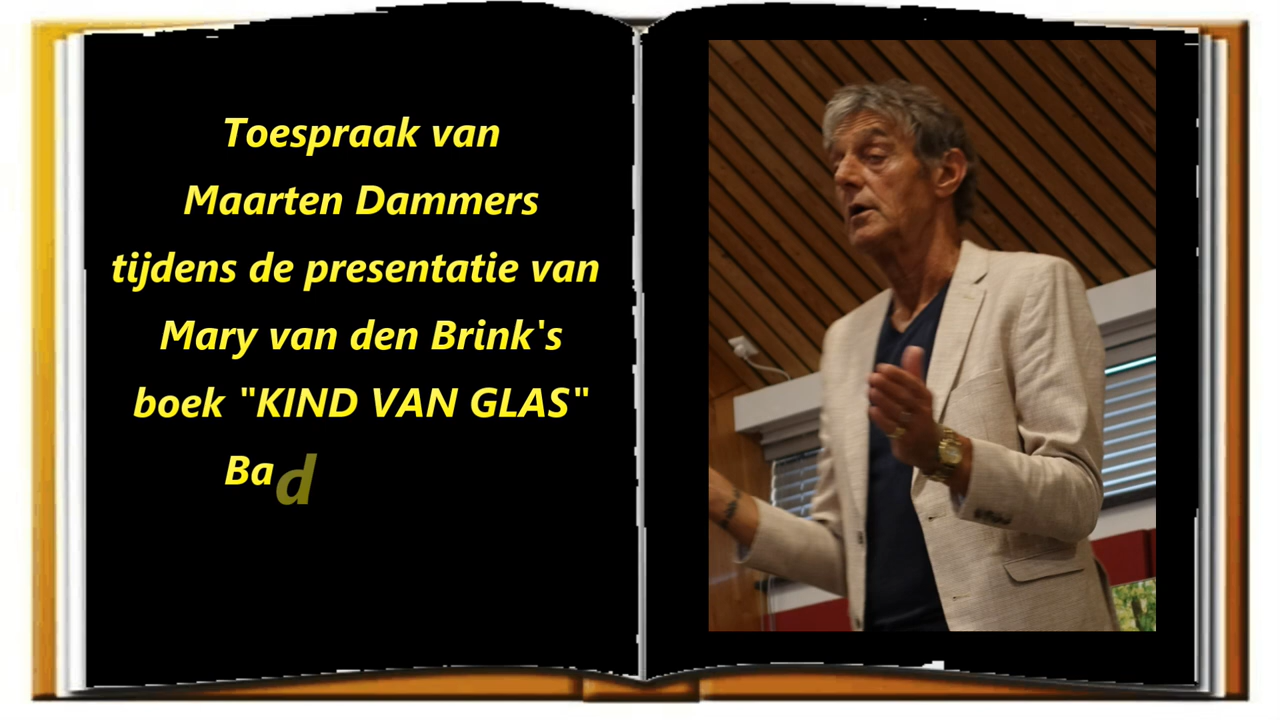 Toespraak van
Maarten Dammers
tijdens de presentatie van
Mary van den Brink's
boek "KIND VAN GLAS"
Bad